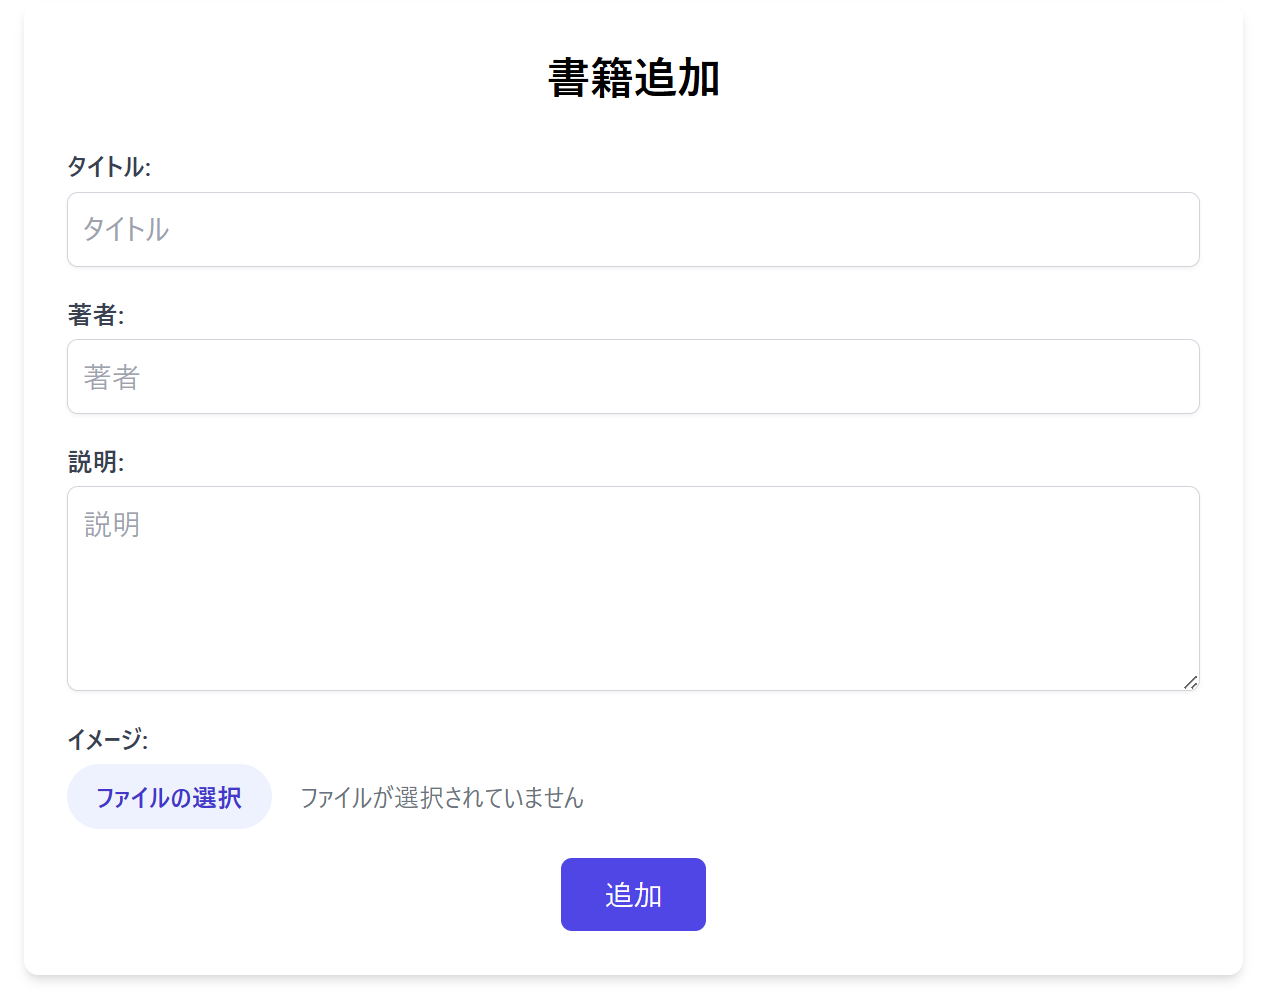 書籍追加
タイトル:
タイトル
著者:
著者
説明:
説明
イメージ:
ファイルの選択 ファイルが選択されていません
追加